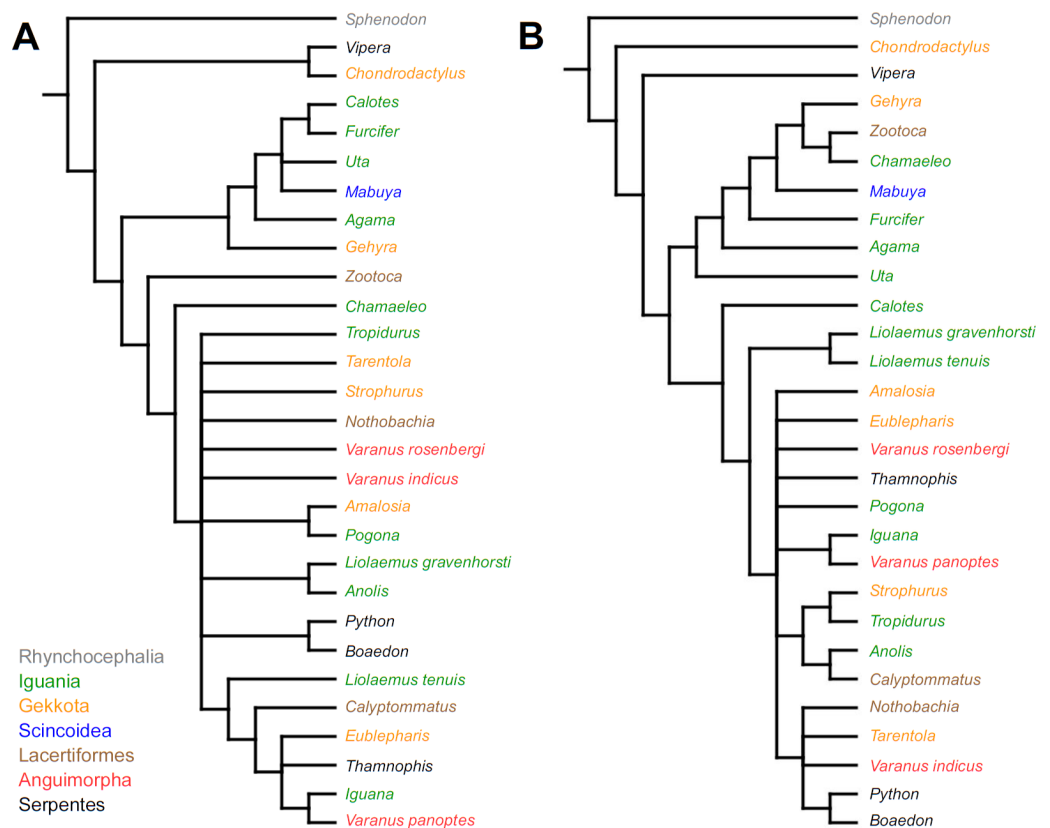 A
Sphenodon
Vipera
Chondrodactylus
Calotes
Furcifer
Uta
Mabuya
Agama
Gehyra
Zootoca
Chamaeleo
Tropidurus
Tarentola
Strophurus
Nothobachia
Varanus rosenbergi
Varanus indicus
Amalosia
Pogona
Liolaemus gravenhorsti
Anolis
Python
Boaedon
Liolaemus tenuis
Calyptommatus
Eublepharis
Thamnophis
Iguana
Varanus panoptes
Rhynchocephalia
Iguania
Gekkota
Scincoidea
Lacertiformes
Anguimorpha
Serpentes
B
Sphenodon
Chondrodactylus
Vipera
Gehyra
Zootoca
Chamaeleo
Mabuya
Furcifer
Agama
Uta
Calotes
Liolaemus gravenhorsti
Liolaemus tenuis
Amalosia
Eublepharis
Varanus rosenbergi
Thamnophis
Pogona
Iguana
Varanus panoptes
Strophurus
Tropidurus
Anolis
Calyptommatus
Nothobachia
Tarentola
Varanus indicus
Python
Boaedon